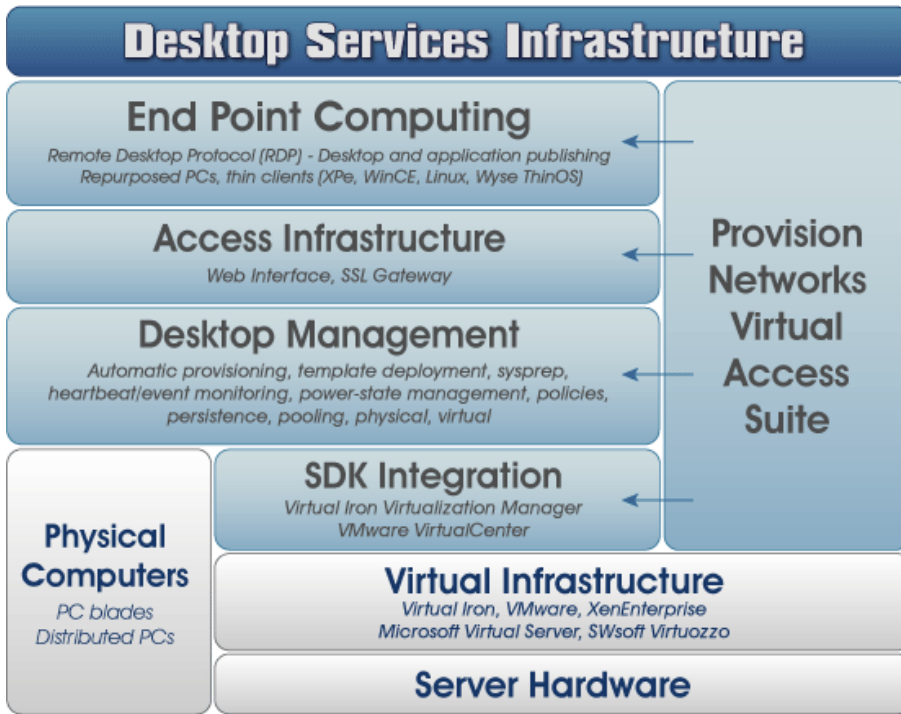 Desktop Services Infrastructure
End Point Computing
Remote Desktop Protocol (RDP) - Desktop and application publishing
Repurposed PCs, thin clients (XPe, WinCE, Linux, Wyse ThinOS)
Access Infrastructure
Web Interface, SSL Gateway
Desktop Management
Automatic provisioning, template deployment, sysprep,
heartbeat/event monitoring, power-state management, policies,
persistence, pooling, physical, virtual
SDK Integration
Virtual Iron Virtualization Manager
VMware VirtualCenter
Provision
Networks
Virtual
Access
Suite
Physical
Computers
PC blades
Distributed PCs
Virtual Infrastructure
Virtual Iron, VMware, XenEnterprise
Microsoft Virtual Server, SWsoft Virtuozzo
Server Hardware